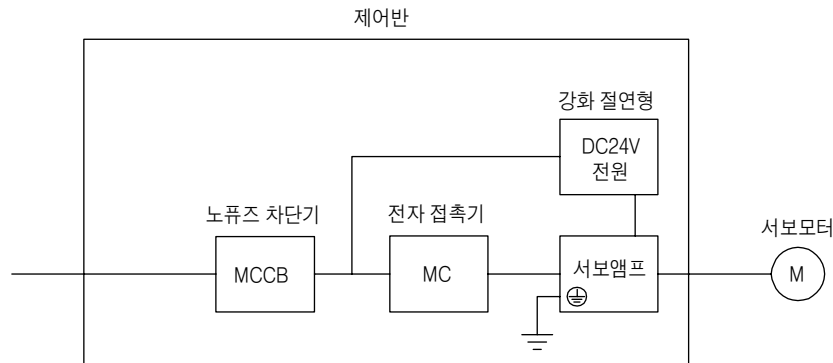 제어반
강화 절연형
DC24V
전원
노퓨즈 차단기
전자 접촉기
서보모터
MCCB
MC
서보앰프
M